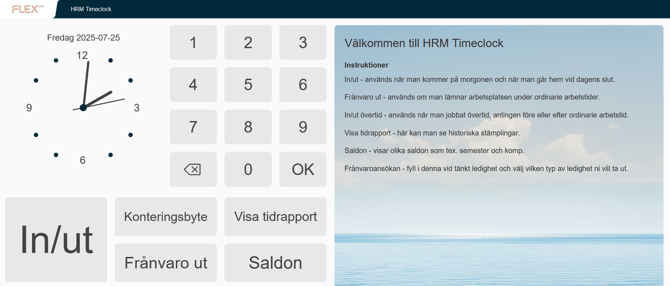 FLEX HRM
HRM Timeclock
Fredag 2025-07-25
12
9
3
6
1
2
3
4
5
6
7
8
9
0
OK
In/ut
Konteringsbyte
Visa tidrapport
Frånvaro ut
Saldon
Välkommen till HRM Timeclock
Instruktioner
In/ut - används när man kommer på morgonen och när man går hem vid dagens slut.
Frånvaro ut - används om man lämnar arbetsplatsen under ordinarie arbetstider.
In/ut övertid - används när man jobbat övertid, antingen före eller efter ordinarie arbetstid.
Visa tidrapport - här kan man se historiska stämplingar.
Saldon - visar olika saldon som tex. semester och komp.
Frånvaroansökan - fyll i denna vid tänkt ledighet och välj vilken typ av ledighet ni vill ta ut.